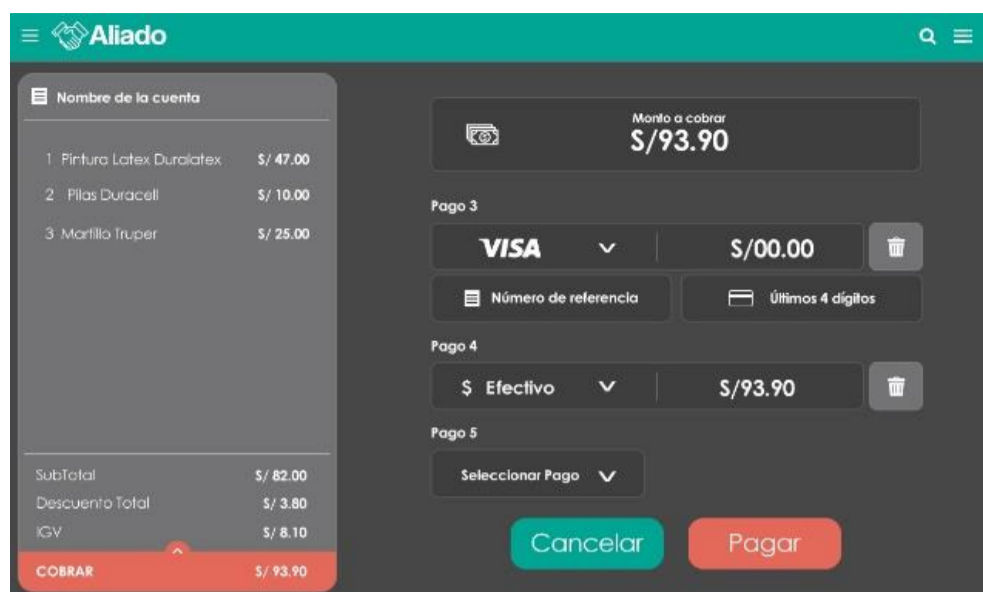 Aliado
Nombre de la cuenta
1 Pintura Latex Duralatex S/ 47.00
2 Pilas Duracell S/ 10.00
3 Martillo Truper S/ 25.00
SubTotal S/ 82.00
Descuento Total S/ 3.80
IGV S/ 8.10
COBRAR S/ 93.90
Monto a cobrar
S/93.90
Pago 3
VISA S/00.00
Número de referencia Últimos 4 dígitos
Pago 4
$ Efectivo S/93.90
Pago 5
Seleccionar Pago
Cancelar Pagar